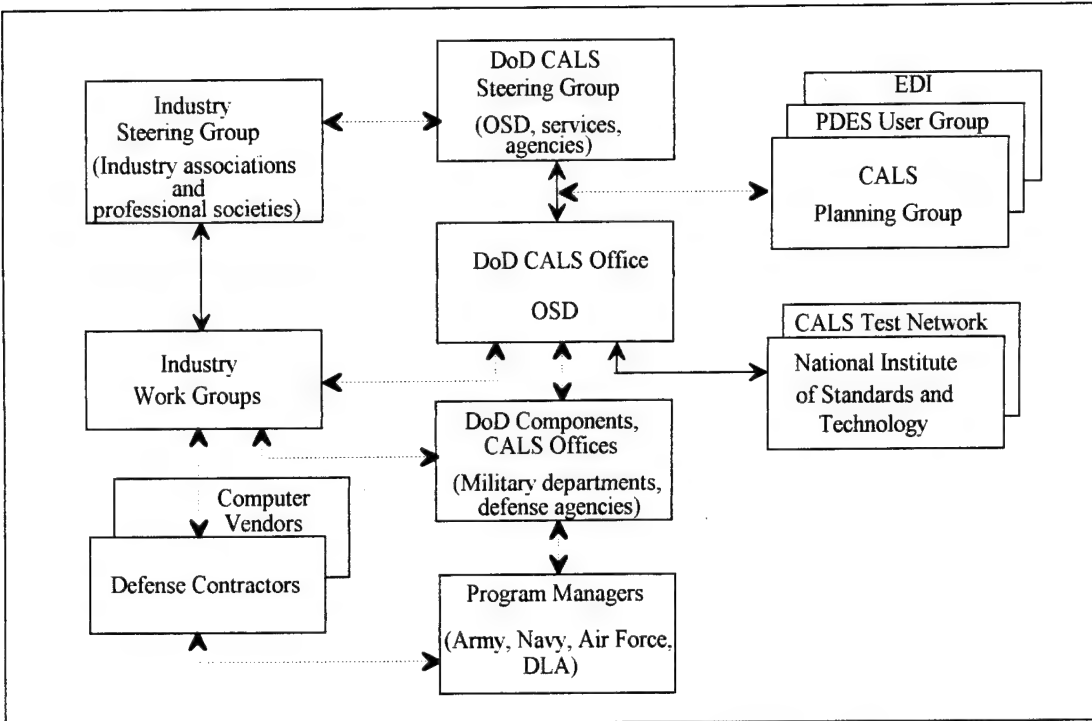 Industry
Steering Group
(Industry associations
and
professional societies)
DoD CALS
Steering Group
(OSD, services,
agencies)
EDI
PDES User Group
CALS
Planning Group
DoD CALS Office
OSD
CALS Test Network
National Institute
of Standards and
Technology
Industry
Work Groups
DoD Components,
CALS Offices
(Military departments,
defense agencies)
Computer
Vendors
Defense Contractors
Program Managers
(Army, Navy, Air Force,
DLA)